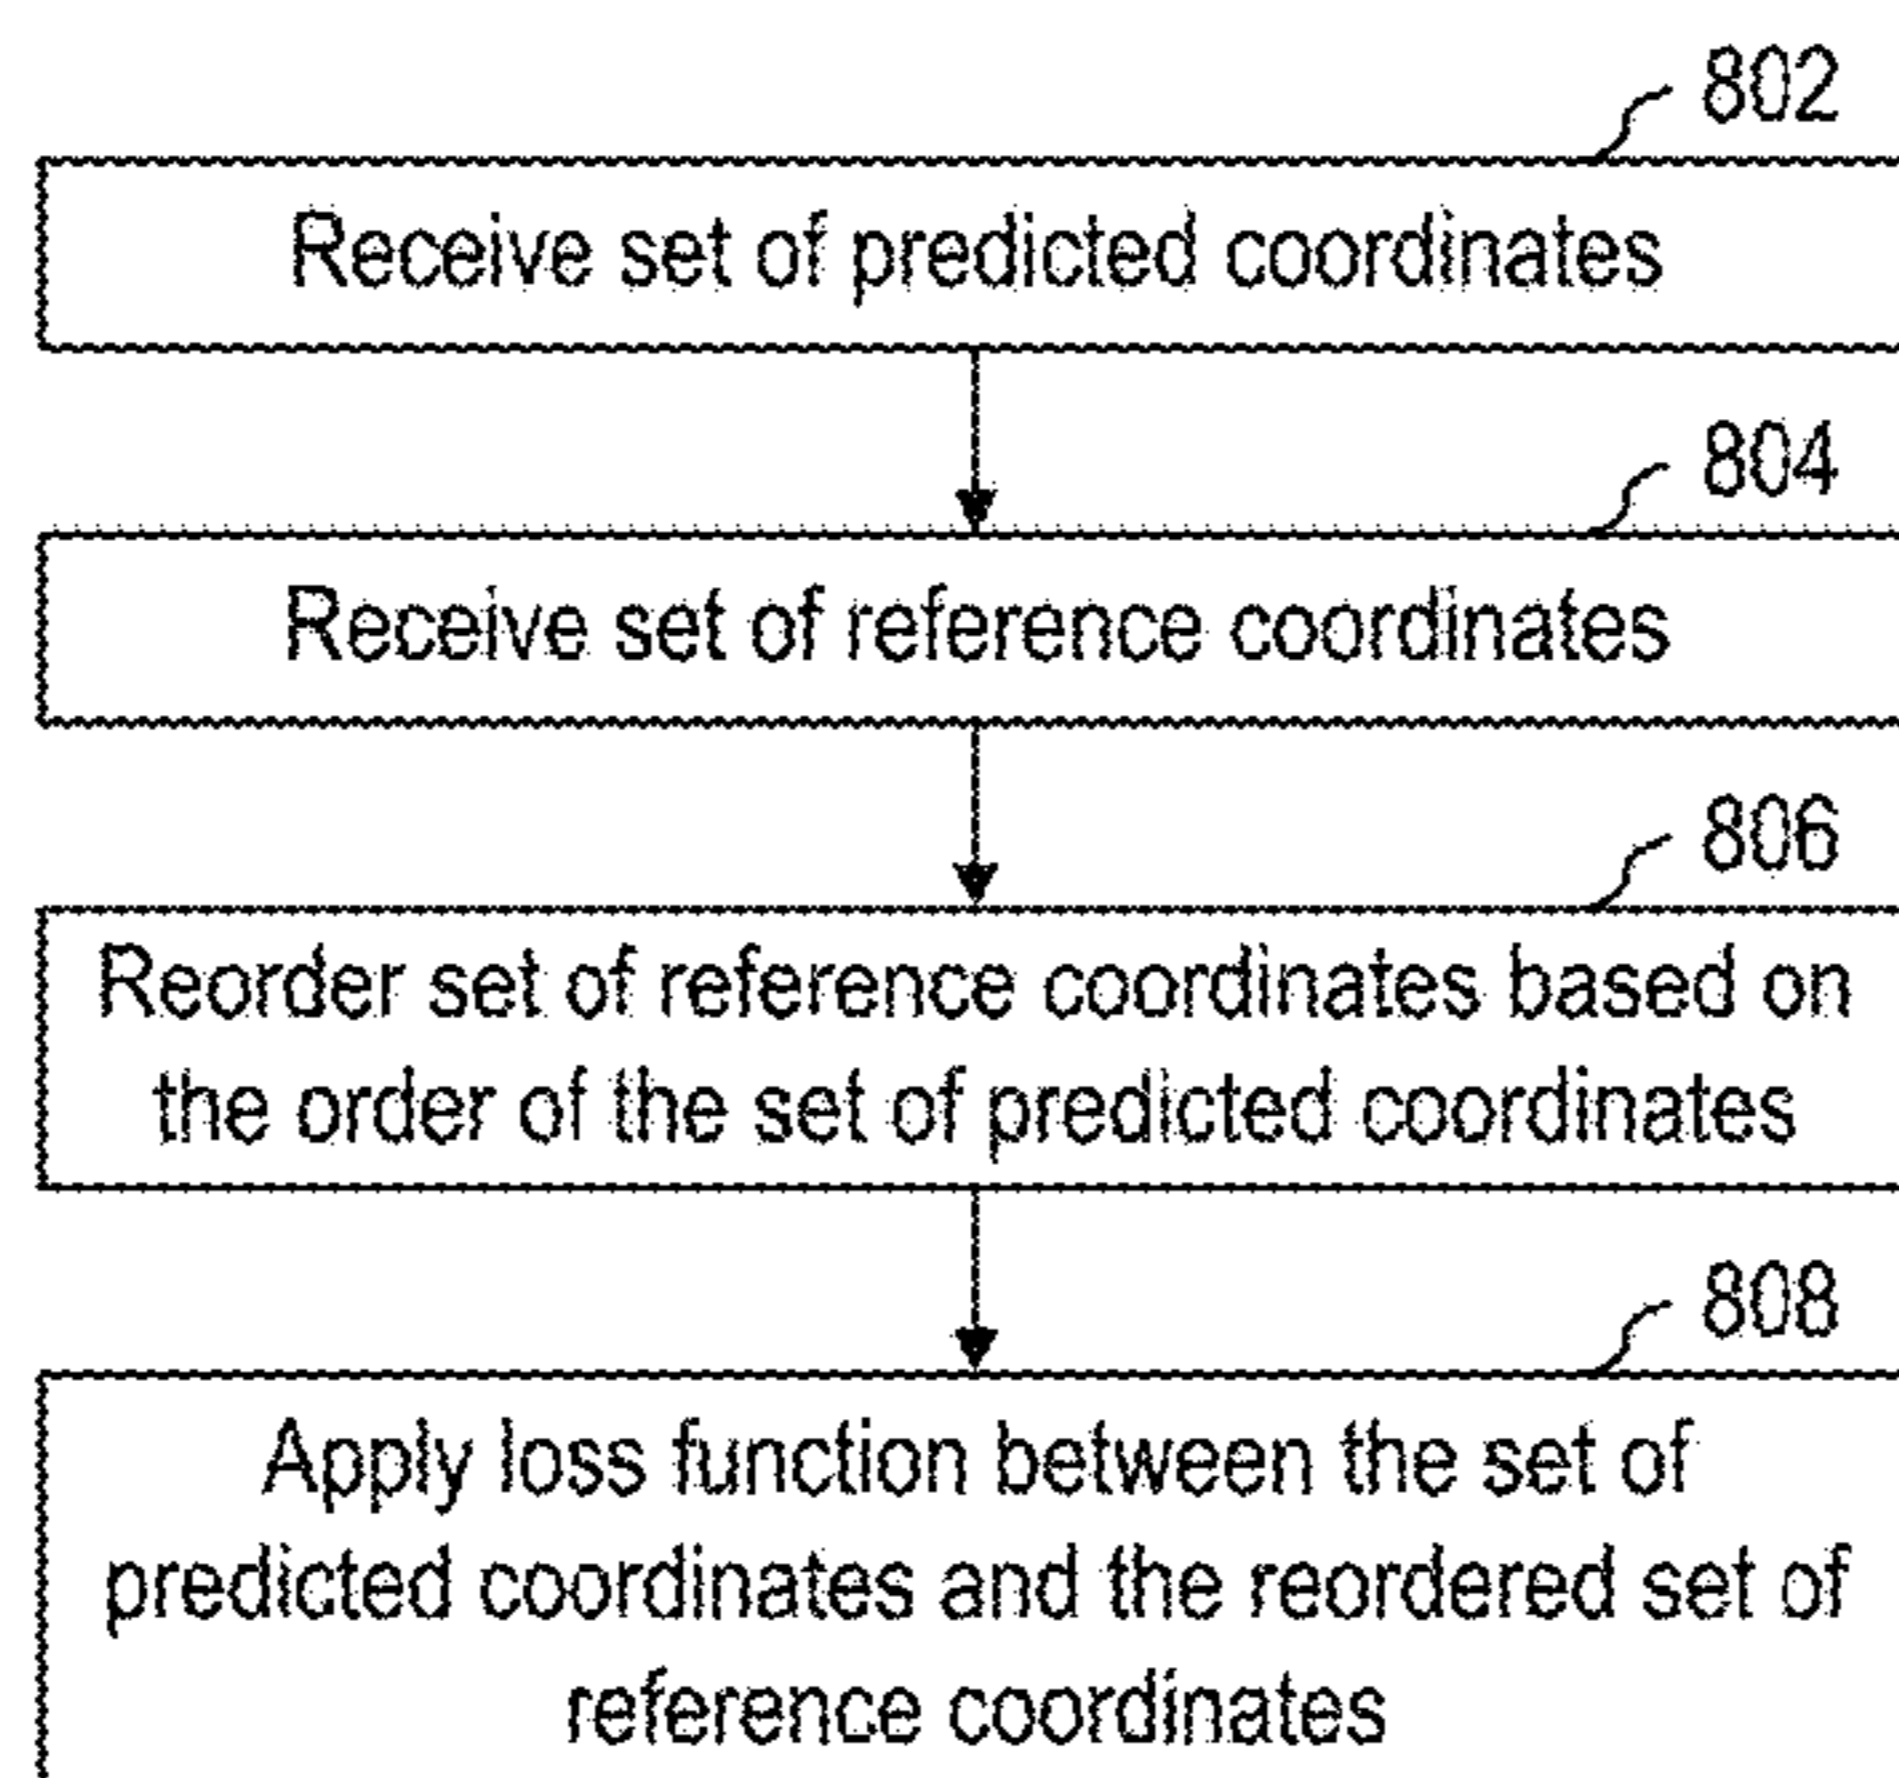 802
Receive set of predicted coordinates
804
Receive set of reference coordinates
806
Reorder set of reference coordinates based on
the order of the set of predicted coordinates
808
Apply loss function between the set of
predicted coordinates and the reordered set of
reference coordinates